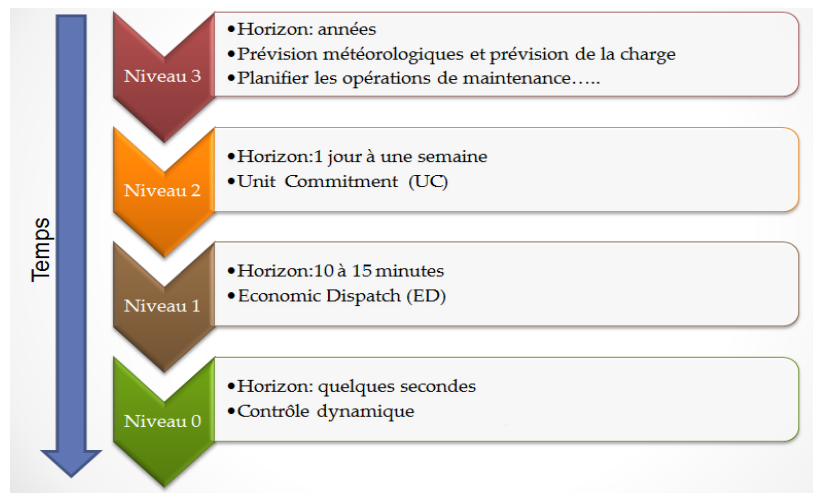 Temps
Niveau 3
•Horizon: années
•Prévision météorologiques et prévision de la charge
•Planifier les opérations de maintenance…..
Niveau 2
•Horizon:1 jour à une semaine
•Unit Commitment (UC)
Niveau 1
•Horizon:10 à 15 minutes
•Economic Dispatch (ED)
Niveau 0
•Horizon: quelques secondes
•Contrôle dynamique